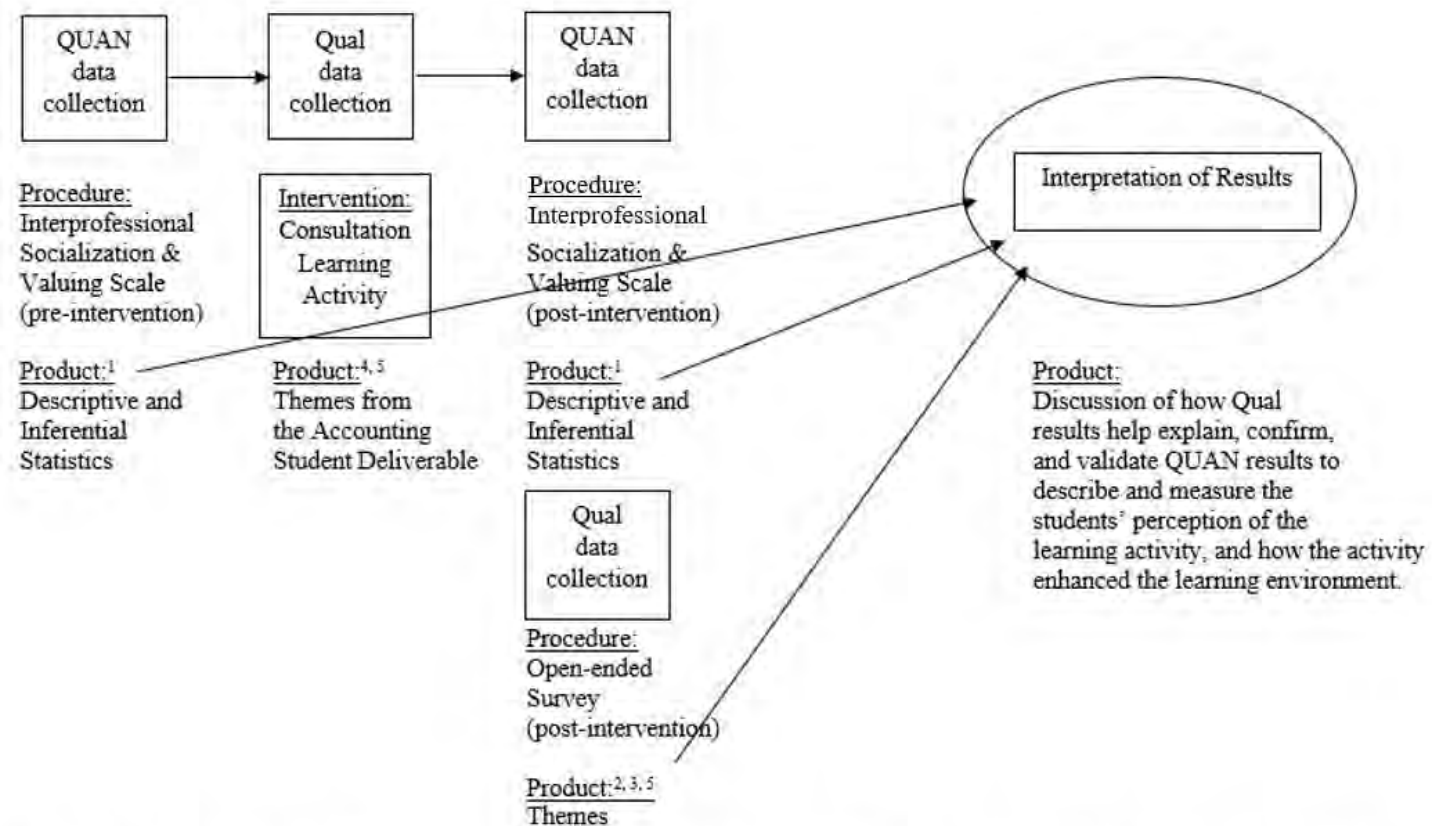 QUAN
data
collection
Qual
data
collection
QUAN
data
collection
Procedure:
Interprofessional
Socialization &
Valuing Scale
(pre-intervention)
Intervention:
Consultation
Learning
Activity
Procedure:
Interprofessional
Socialization &
Valuing Scale
(post-intervention)
Interpretation of Results
Product:1
Descriptive and
Inferential
Statistics
Product:4, 5
Themes from
the Accounting
Student Deliverable
Product:1
Descriptive and
Inferential
Statistics
Product:
Discussion of how Qual
results help explain, confirm,
and validate QUAN results to
describe and measure the
students' perception of the
learning activity, and how the activity
enhanced the learning environment.
Qual
data
collection
Procedure:
Open-ended
Survey
(post-intervention)
Product:2, 3, 5
Themes